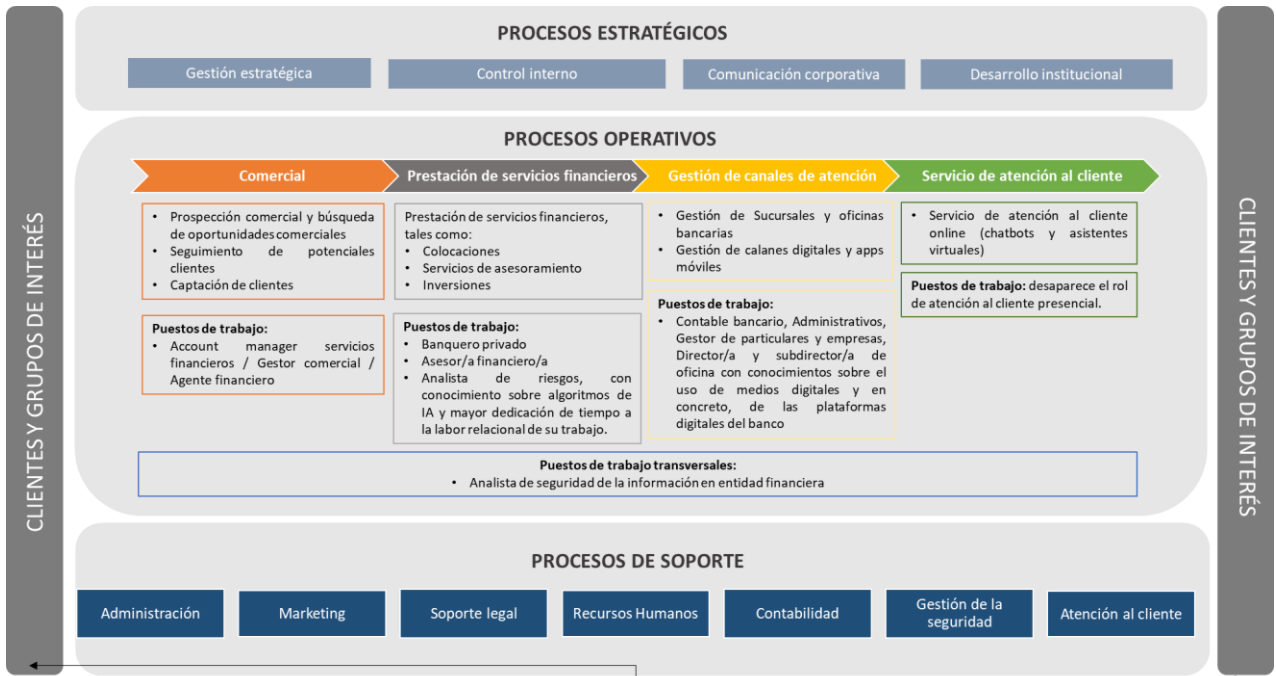 CLIENTES Y GRUPOS DE INTERÉS
PROCESOS ESTRATÉGICOS
Gestión estratégica
Control interno
Comunicación corporativa
Desarrollo institucional
PROCESOS OPERATIVOS
Comercial
Prestación de servicios financieros
Gestión de canales de atención
Servicio de atención al cliente
• Prospección comercial y búsqueda
de oportunidades comerciales
• Seguimiento de potenciales
clientes
• Captación de clientes
Puestos de trabajo:
• Account manager servicios
financieros / Gestor comercial /
Agente financiero
Prestación de servicios financieros,
tales como:
• Colocaciones
• Servicios de asesoramiento
• Inversiones
Puestos de trabajo:
• Banquero privado
• Asesor/a financiero/a
• Analista de riesgos, con
conocimiento sobre algoritmos de
IA y mayor dedicación de tiempo a
la labor relacional de su trabajo.
• Gestión de Sucursales y oficinas
bancarias
• Gestión de calanes digitales y apps
móviles
Puestos de trabajo:
• Contable bancario, Administrativos,
Gestor de particulares y empresas,
Director/a y subdirector/a de
oficina con conocimientos sobre el
uso de medios digitales y en
concreto, de las plataformas
digitales del banco
• Servicio de atención al cliente
online (chatbots y asistentes
virtuales)
Puestos de trabajo: desaparece el rol
de atención al cliente presencial.
Puestos de trabajo transversales:
• Analista de seguridad de la información en entidad financiera
PROCESOS DE SOPORTE
Administración
Marketing
Soporte legal
Recursos Humanos
Contabilidad
Gestión de la
seguridad
Atención al cliente
CLIENTES Y GRUPOS DE INTERÉS